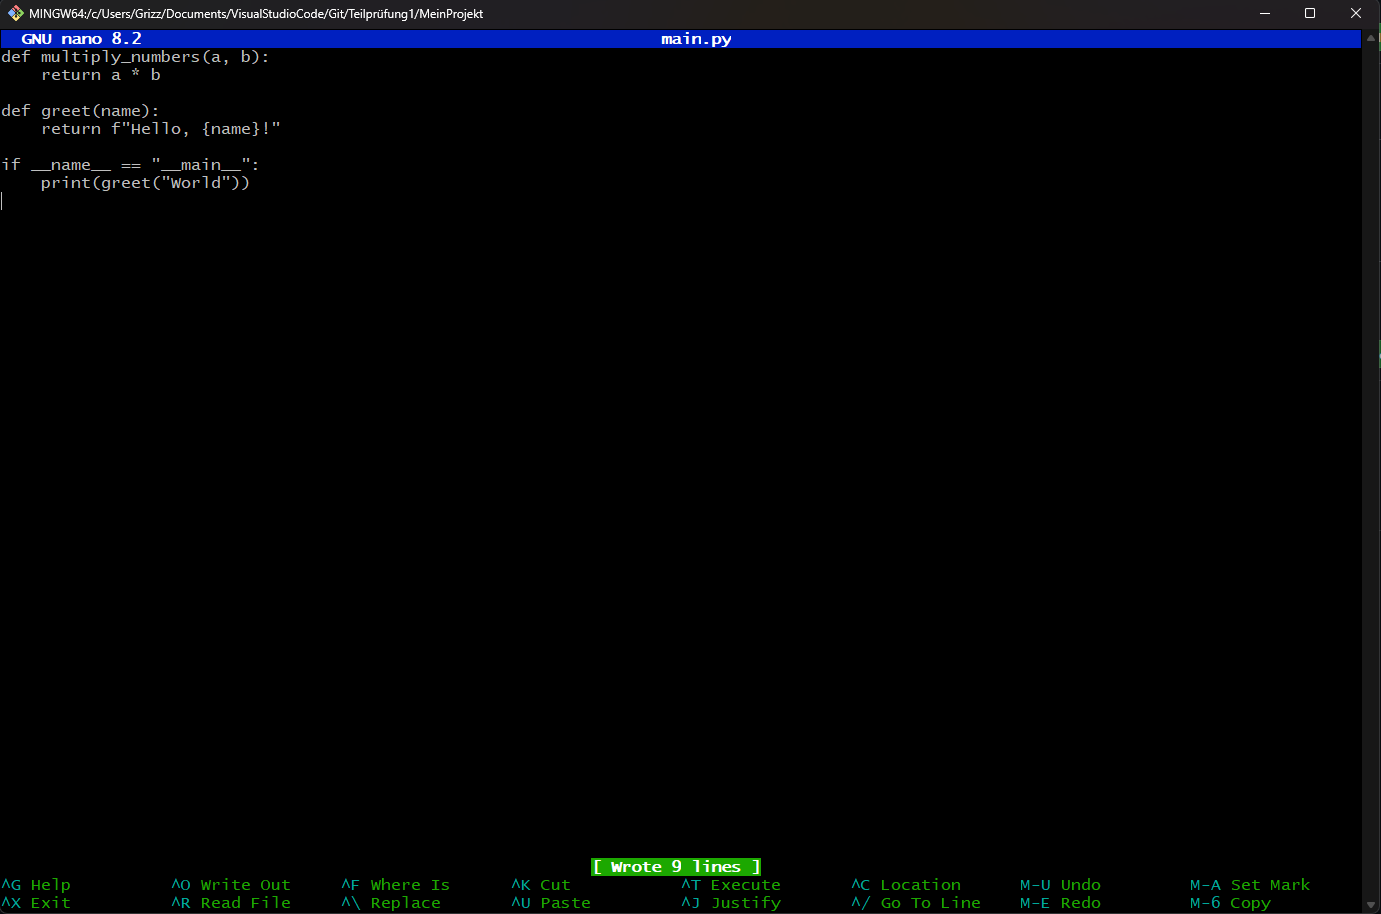 MINGW64:/c/Users/Grizz/Documents/VisualStudioCode/Git/Teilprüfung1/MeinProjekt
GNU nano 8.2 main.py
def multiply_numbers(a, b):
    return a * b

def greet(name):
    return f"Hello, {name}!"

if __name__ == "__main__":
    print(greet("World"))
[ Wrote 9 lines ]
^G Help ^O Write Out ^F Where Is ^K Cut ^T Execute ^C Location M-U Undo M-A Set Mark
^X Exit ^R Read File ^\ Replace ^U Paste ^J Justify ^/ Go To Line M-E Redo M-6 Copy